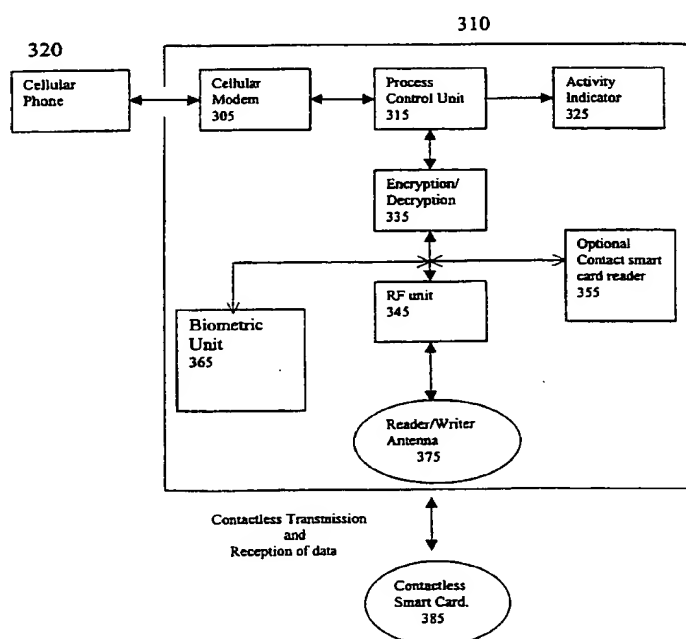 310
320
Cellular
Phone
Cellular
Modem
305
Process
Control Unit
315
Activity
Indicator
325
Encryption/
Decryption
335
Optional
Contact smart
card reader
355
RF unit
345
Biometric
Unit
365
Reader/Writer
Antenna
375
Contactless Transmission
and
Reception of data
Contactless
Smart Card.
385